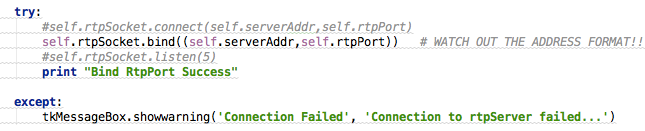 try:
    #self.rtpSocket.connect(self.serverAddr,self.rtpPort)
    self.rtpSocket.bind((self.serverAddr,self.rtpPort))   # WATCH OUT THE ADDRESS FORMAT!!
    #self.rtpSocket.listen(5)
    print "Bind RtpPort Success"
except:
    tkMessageBox.showwarning('Connection Failed', 'Connection to rtpServer failed...')